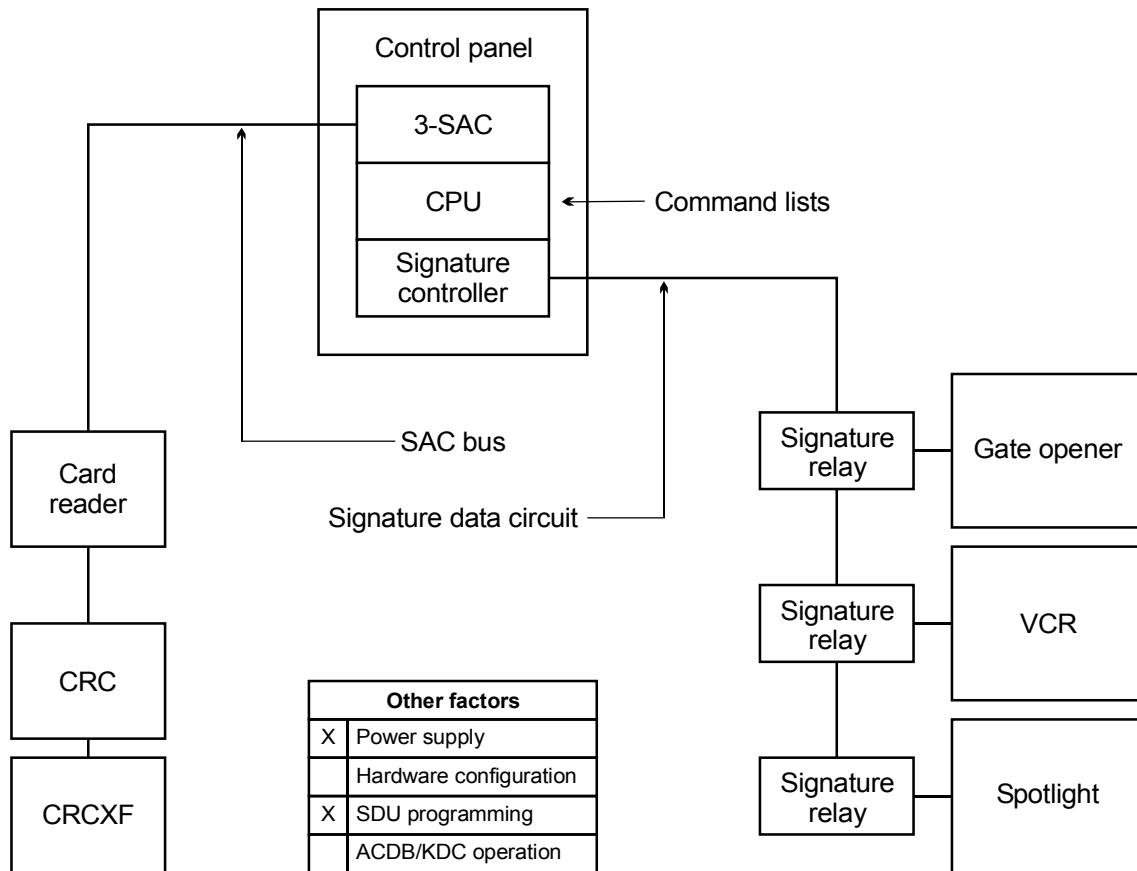 Control panel
3-SAC
CPU
Command lists
Signature
controller
SAC bus
Signature data circuit
Card
reader
CRC
CRCXF
Signature
relay
Gate opener
Signature
relay
VCR
Signature
relay
Spotlight
Other factors
X Power supply
Hardware configuration
X SDU programming
ACDB/KDC operation